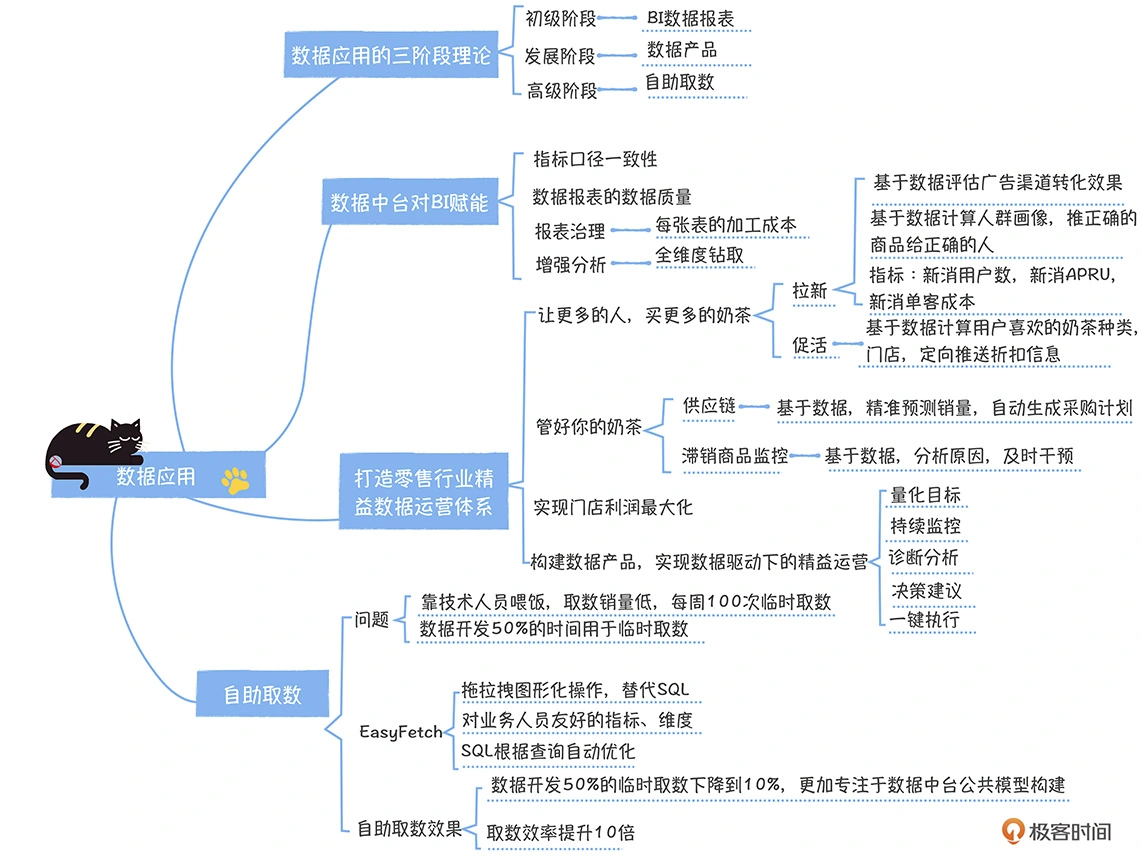 数据应用
数据应用的三阶段理论
初级阶段
BI数据报表
发展阶段
数据产品
高级阶段
自助取数
数据中台对BI赋能
指标口径一致性
数据报表的数据质量
报表治理
每张表的加工成本
增强分析
全维度钻取
打造零售行业精
益数据运营体系
让更多的人，买更多的奶茶
拉新
基于数据评估广告渠道转化效果
基于数据计算人群画像，推正确的
商品给正确的人
指标：新消用户数，新消APRU，
新消单客成本
促活
基于数据计算用户喜欢的奶茶种类，
门店，定向推送折扣信息
管好你的奶茶
供应链
基于数据，精准预测销量，自动生成采购计划
滞销商品监控
基于数据，分析原因，及时干预
实现门店利润最大化
构建数据产品，实现数据驱动下的精益运营
量化目标
持续监控
诊断分析
决策建议
一键执行
自助取数
问题
靠技术人员喂饭，取数销量低，每周100次临时取数
数据开发50%的时间用于临时取数
EasyFetch
拖拉拽图形化操作，替代SQL
对业务人员友好的指标、维度
SQL根据查询自动优化
自助取数效果
数据开发50%的临时取数下降到10%，更加专注于数据中台公共模型构建
取数效率提升10倍
极客时间